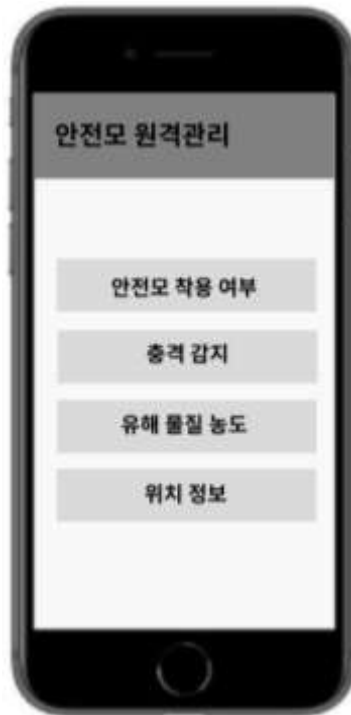 안전모 원격관리
안전모 착용 여부
충격 감지
유해 물질 농도
위치 정보